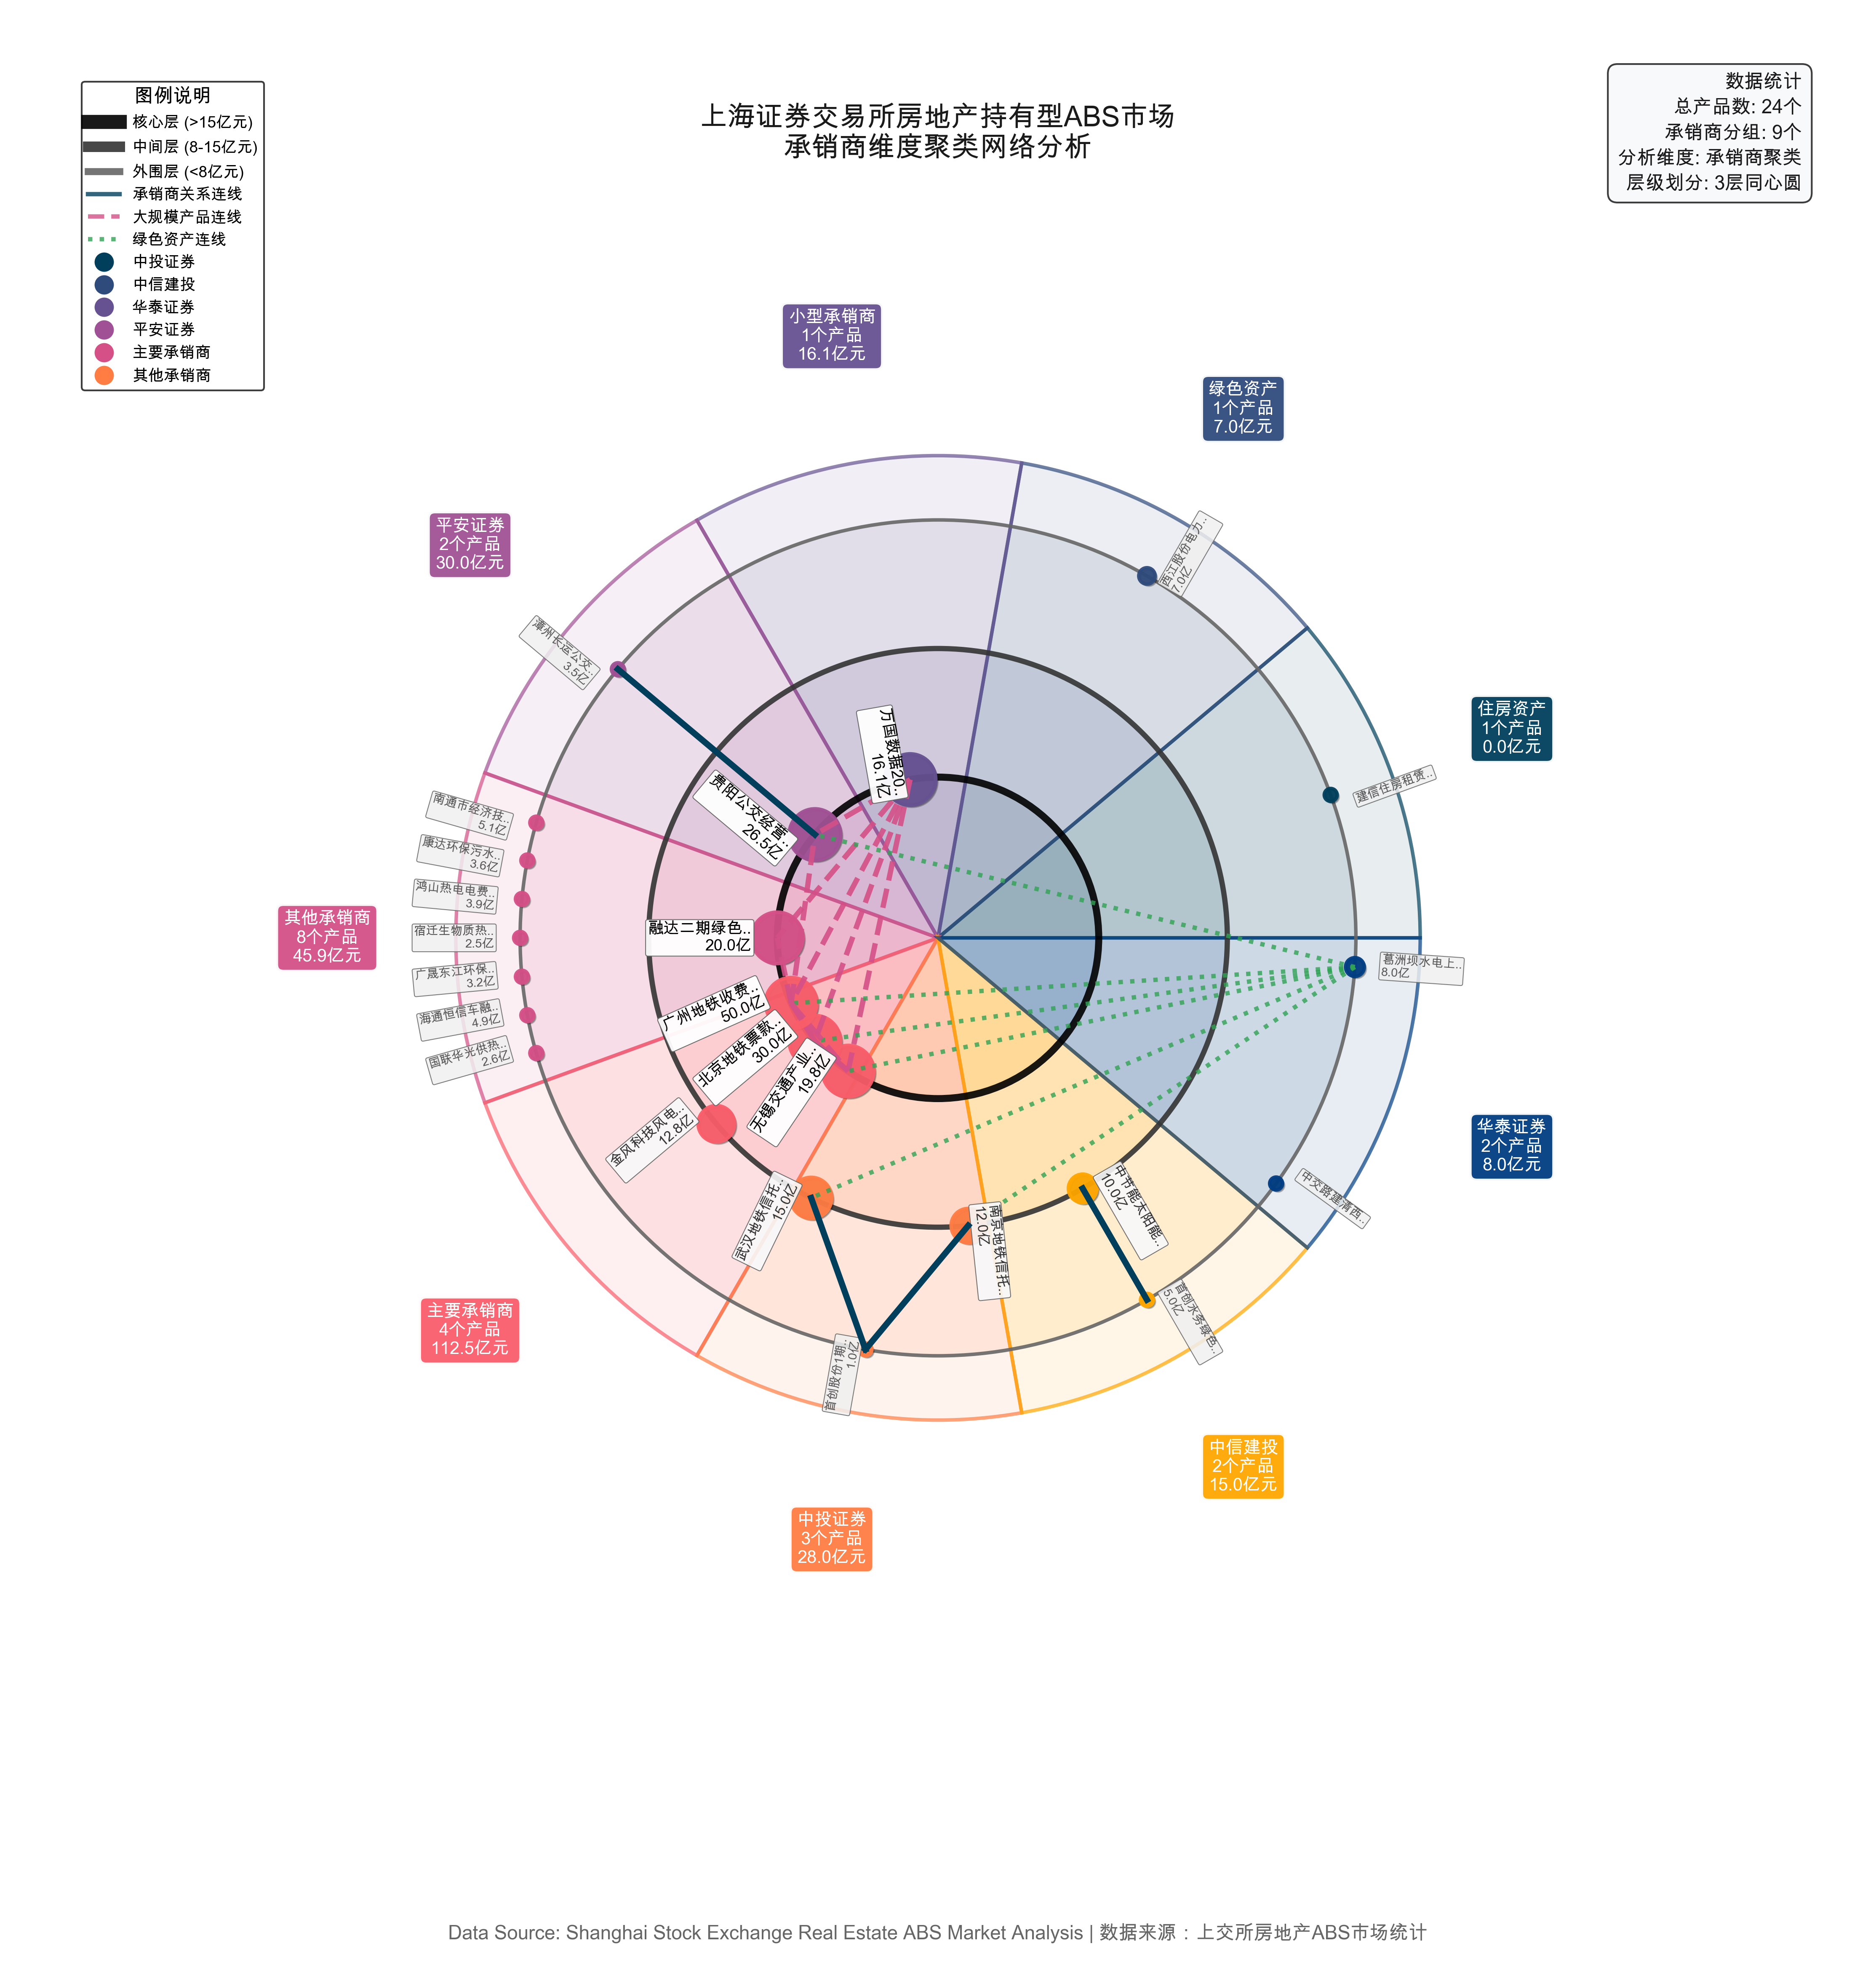 图例说明
核心层 (>15亿元)
中间层 (8-15亿元)
外围层 (<8亿元)
承销商关系连线
大规模产品连线
绿色资产连线
中投证券
中信建投
华泰证券
平安证券
主要承销商
其他承销商
上海证券交易所房地产持有型ABS市场
承销商维度聚类网络分析
数据统计
总产品数: 24个
承销商分组: 9个
分析维度: 承销商聚类
层级划分: 3层同心圆
小型承销商
1个产品
16.1亿元
绿色资产
1个产品
7.0亿元
平安证券
2个产品
30.0亿元
住房资产
1个产品
0.0亿元
其他承销商
8个产品
45.9亿元
华泰证券
2个产品
8.0亿元
主要承销商
4个产品
112.5亿元
中信建投
2个产品
15.0亿元
中投证券
3个产品
28.0亿元
西江股份电力..
7.0亿
漳州长运公交..
3.5亿
万国数据20..
16.1亿
贵阳公交经营..
26.5亿
建信住房租赁..
南通市经济技..
5.1亿
康达环保污水..
3.6亿
鸿山热电电费..
3.9亿
宿迁生物质热..
2.5亿
广晟东江环保..
3.2亿
海通恒信车融..
4.9亿
国联华光供热..
2.6亿
融达二期绿色..
20.0亿
葛洲坝水电上..
8.0亿
广州地铁收费..
50.0亿
北京地铁票款..
30.0亿
无锡交通产业..
19.8亿
金风科技风电..
12.8亿
武汉地铁信托..
15.0亿
南京地铁信托..
12.0亿
中节能太阳能..
10.0亿
中交路建清西..
首创水务绿色..
5.0亿
首创股份1期..
1.0亿
Data Source: Shanghai Stock Exchange Real Estate ABS Market Analysis | 数据来源：上交所房地产ABS市场统计